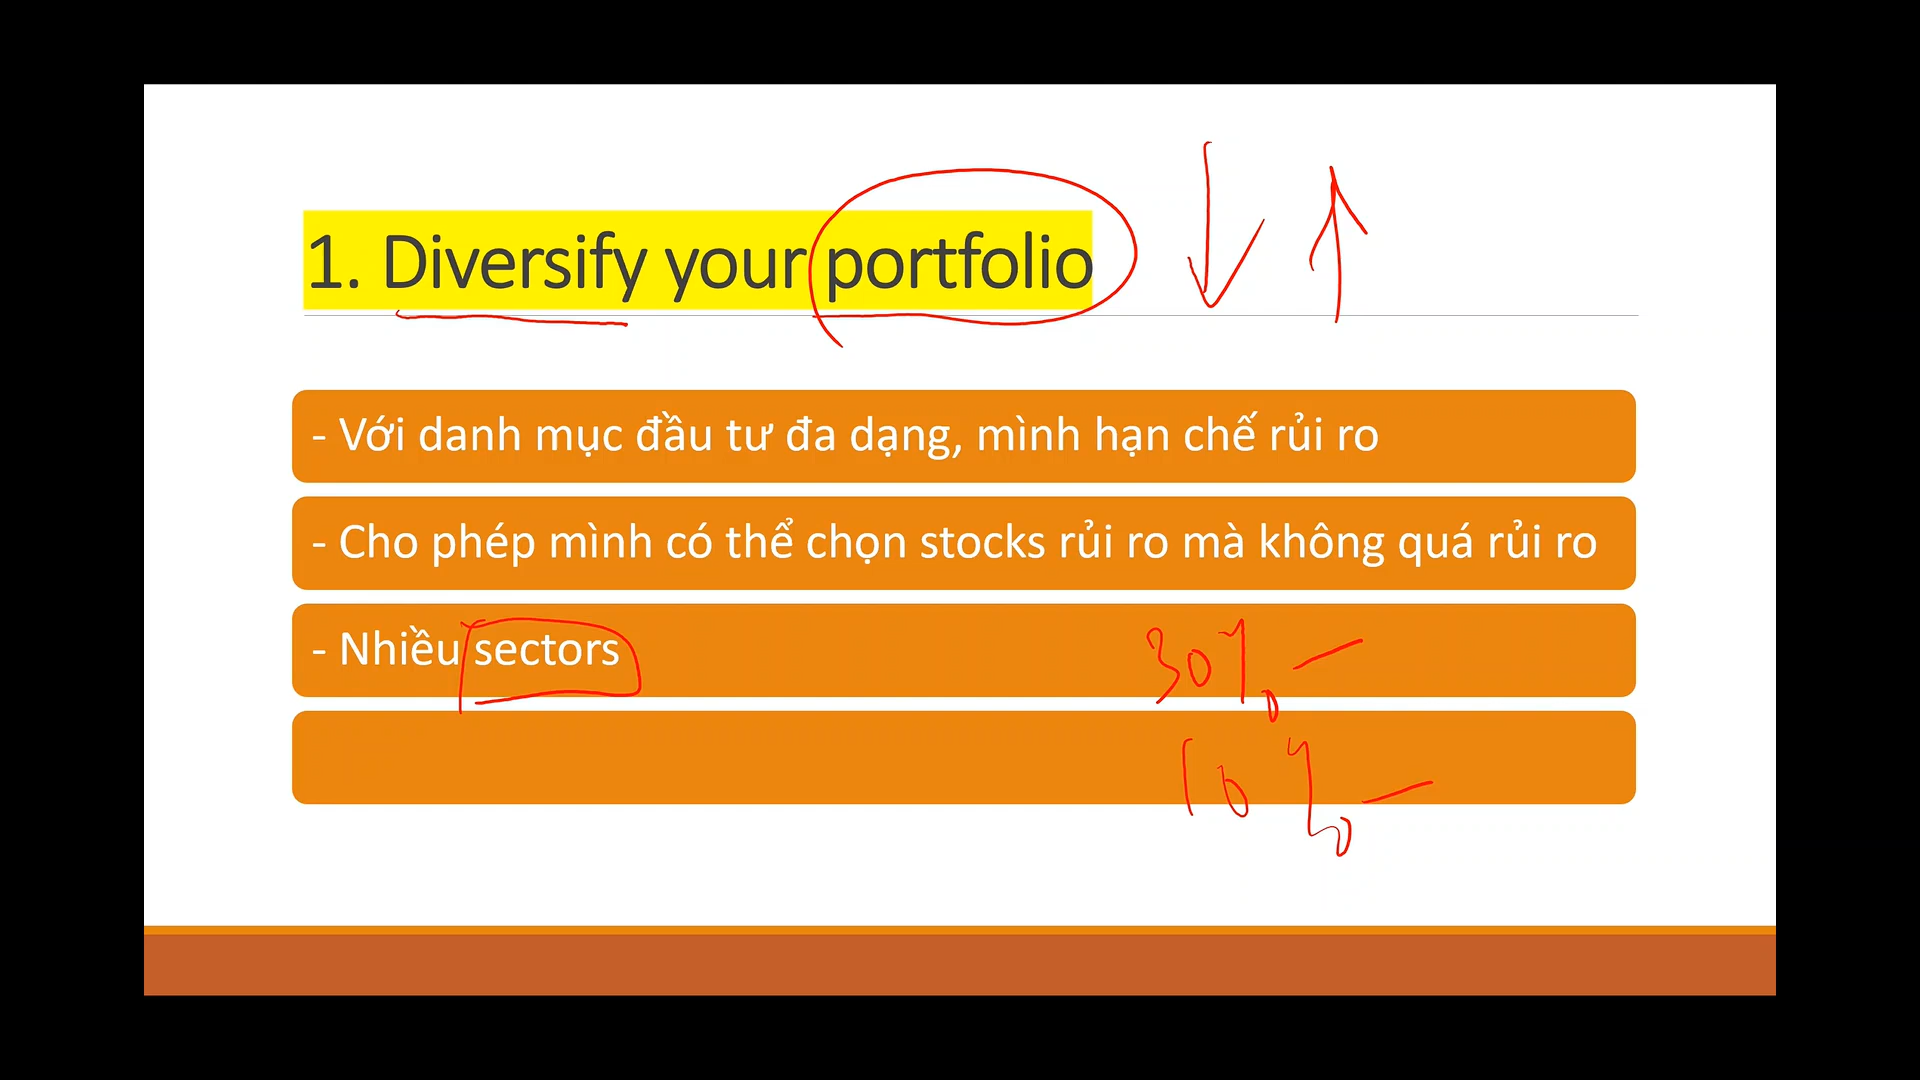 1. Diversify your portfolio
- Với danh mục đầu tư đa dạng, mình hạn chế rủi ro
- Cho phép mình có thể chọn stocks rủi ro mà không quá rủi ro
- Nhiều sectors
30%
10%